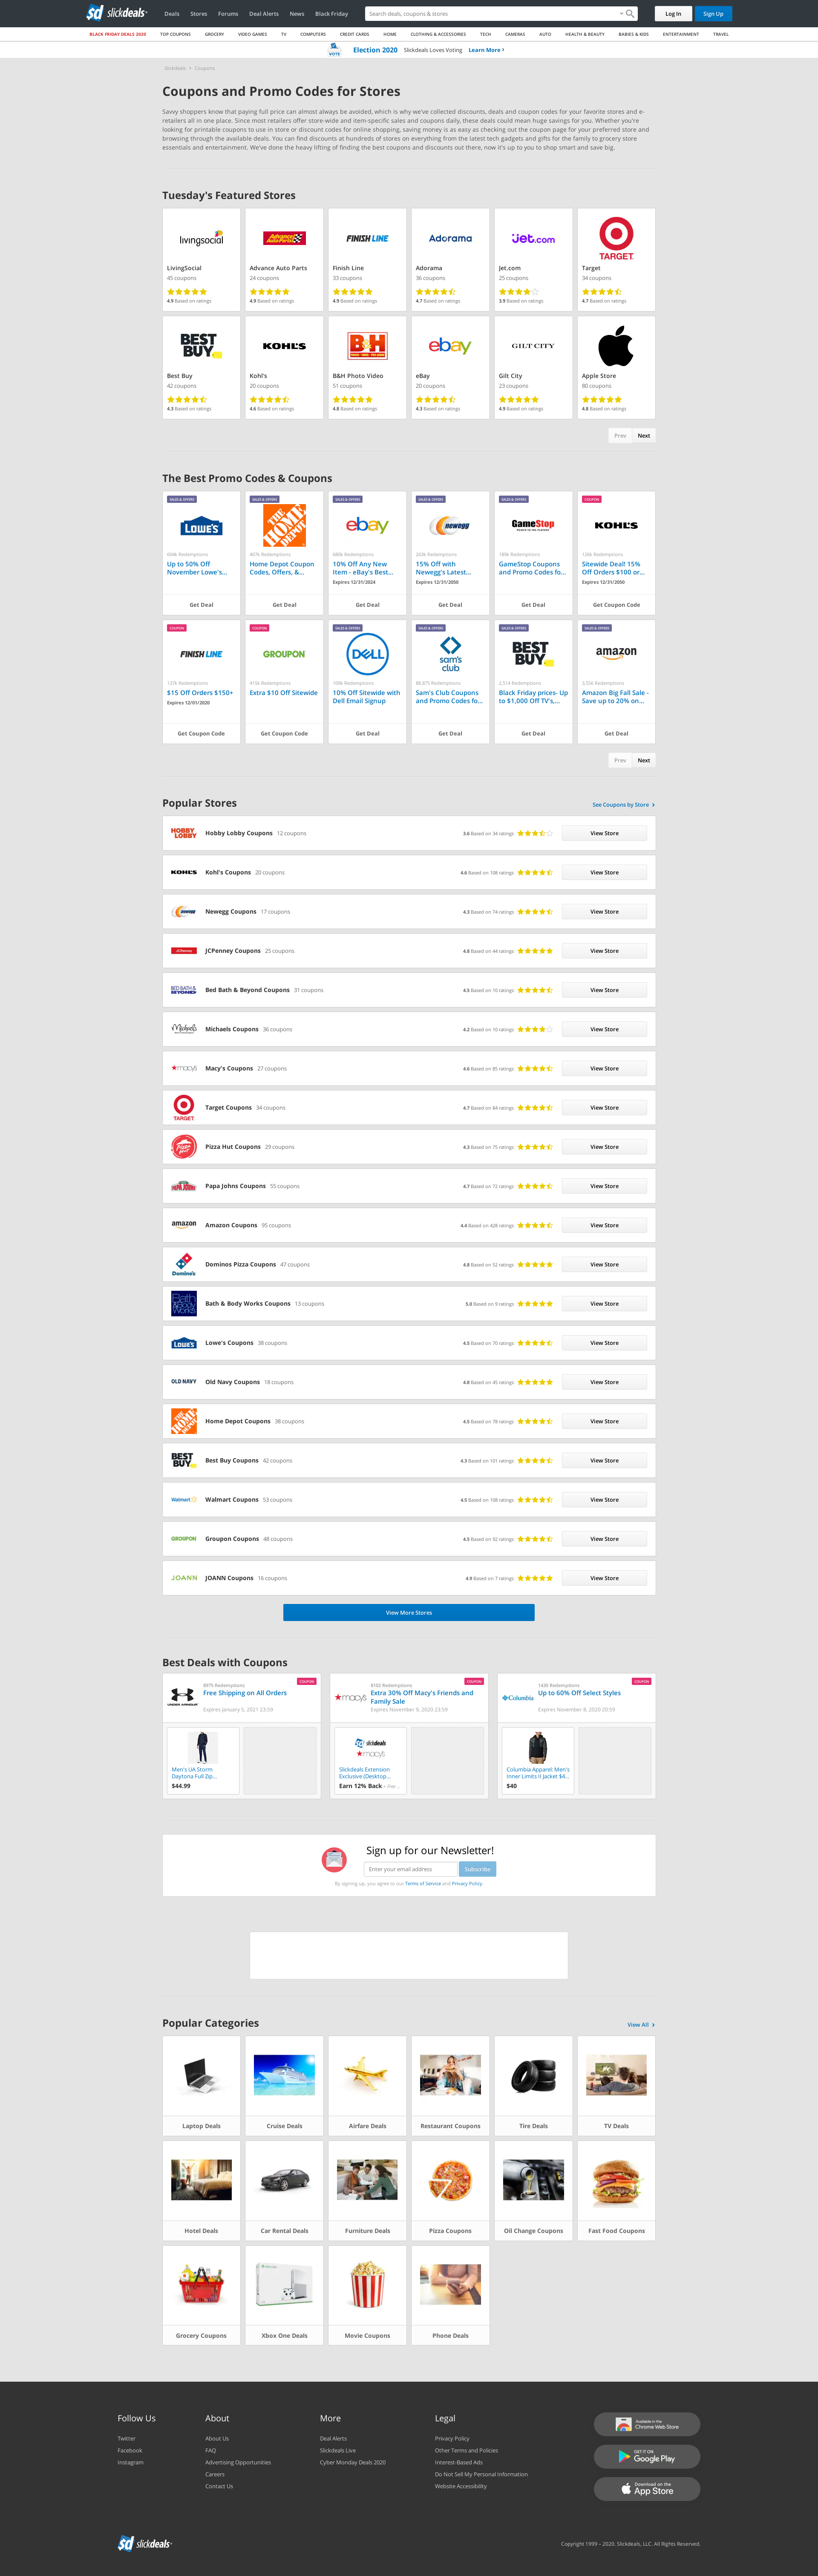 slickdeals
Deals Stores Forums Deal Alerts News Black Friday
Search deals, coupons & stores
Log In
Sign Up
BLACK FRIDAY DEALS 2020 TOP COUPONS GROCERY VIDEO GAMES TV COMPUTERS CREDIT CARDS HOME CLOTHING & ACCESSORIES TECH CAMERAS AUTO HEALTH & BEAUTY BABIES & KIDS ENTERTAINMENT TRAVEL
VOTE Election 2020 Slickdeals Loves Voting Learn More
Slickdeals Coupons
Coupons and Promo Codes for Stores
Savvy shoppers know that paying full price can almost always be avoided, which is why we've collected discounts, deals and coupon codes for your favorite stores and e-
retailers all in one place. Since most retailers offer store-wide and item-specific sales and coupons daily, these deals could mean huge savings for you. Whether you're
looking for printable coupons to use in store or discount codes for online shopping, saving money is as easy as checking out the coupon page for your preferred store and
browsing through the available deals. You can find discounts at hundreds of stores on everything from the latest tech gadgets and gifts for the family to grocery store
essentials and entertainment. We've done the heavy lifting of finding the best coupons and discounts out there, now it's up to you to shop smart and save big.
Tuesday's Featured Stores
livingsocial Advance Auto Parts FINISH LINE Adorama jet.com TARGET
LivingSocial Advance Auto Parts Finish Line Adorama Jet.com Target
45 coupons 24 coupons 33 coupons 36 coupons 25 coupons 34 coupons
4.9 Based on ratings 4.9 Based on ratings 4.9 Based on ratings 4.7 Based on ratings 3.9 Based on ratings 4.7 Based on ratings
BEST BUY KOHL'S B&H ebay GILT CITY
Best Buy Kohl's B&H Photo Video eBay Gilt City Apple Store
42 coupons 20 coupons 51 coupons 20 coupons 23 coupons 80 coupons
4.3 Based on ratings 4.6 Based on ratings 4.8 Based on ratings 4.3 Based on ratings 4.9 Based on ratings 4.8 Based on ratings
Prev Next
The Best Promo Codes & Coupons
SALES & OFFERS SALES & OFFERS SALES & OFFERS SALES & OFFERS SALES & OFFERS COUPON
LOWE'S THE HOME DEPOT ebay newegg GameStop KOHL'S
604k Redemptions 407k Redemptions 680k Redemptions 263k Redemptions 189k Redemptions 126k Redemptions
Up to 50% Off Home Depot Coupon 10% Off Any New 15% Off with GameStop Coupons Sitewide Deal! 15%
November Lowe's... Codes, Offers, &... Item - eBay's Best... Newegg's Latest... and Promo Codes fo... Off Orders $100 or...
Expires 12/31/2024 Expires 12/31/2050 Expires 12/31/2050
Get Deal Get Deal Get Deal Get Deal Get Deal Get Coupon Code
COUPON COUPON SALES & OFFERS SALES & OFFERS SALES & OFFERS SALES & OFFERS
FINISH LINE GROUPON DELL sam's club BEST BUY amazon
137k Redemptions 415k Redemptions 109k Redemptions 88,875 Redemptions 2,514 Redemptions 3,556 Redemptions
$15 Off Orders $150+ Extra $10 Off Sitewide 10% Off Sitewide with Sam's Club Coupons Black Friday prices- Up Amazon Big Fall Sale -
Dell Email Signup and Promo Codes fo... to $1,000 Off TV's,... Save up to 20% on...
Expires 12/01/2020
Get Coupon Code Get Coupon Code Get Deal Get Deal Get Deal Get Deal
Prev Next
Popular Stores See Coupons by Store
HOBBY LOBBY Hobby Lobby Coupons 12 coupons 3.6 Based on 34 ratings View Store
KOHL'S Kohl's Coupons 20 coupons 4.6 Based on 108 ratings View Store
newegg Newegg Coupons 17 coupons 4.3 Based on 74 ratings View Store
JCPenney JCPenney Coupons 25 coupons 4.8 Based on 44 ratings View Store
BED BATH & BEYOND Bed Bath & Beyond Coupons 31 coupons 4.5 Based on 10 ratings View Store
Michaels Michaels Coupons 36 coupons 4.2 Based on 10 ratings View Store
macy's Macy's Coupons 27 coupons 4.6 Based on 85 ratings View Store
TARGET Target Coupons 34 coupons 4.7 Based on 64 ratings View Store
Pizza Hut Pizza Hut Coupons 29 coupons 4.3 Based on 75 ratings View Store
PAPA JOHN'S Papa Johns Coupons 55 coupons 4.7 Based on 72 ratings View Store
amazon Amazon Coupons 95 coupons 4.4 Based on 428 ratings View Store
Domino's Dominos Pizza Coupons 47 coupons 4.8 Based on 52 ratings View Store
Bath & Body Works Bath & Body Works Coupons 13 coupons 5.0 Based on 9 ratings View Store
LOWE'S Lowe's Coupons 38 coupons 4.5 Based on 70 ratings View Store
OLD NAVY Old Navy Coupons 18 coupons 4.8 Based on 45 ratings View Store
THE HOME DEPOT Home Depot Coupons 38 coupons 4.5 Based on 78 ratings View Store
BEST BUY Best Buy Coupons 42 coupons 4.3 Based on 101 ratings View Store
Walmart Walmart Coupons 53 coupons 4.5 Based on 108 ratings View Store
GROUPON Groupon Coupons 48 coupons 4.5 Based on 92 ratings View Store
JOANN JOANN Coupons 16 coupons 4.9 Based on 7 ratings View Store
View More Stores
Best Deals with Coupons
COUPON COUPON COUPON
8975 Redemptions 8102 Redemptions 1430 Redemptions
UNDER ARMOUR Free Shipping on All Orders macy's Extra 30% Off Macy's Friends and Columbia Up to 60% Off Select Styles
Family Sale
Expires January 5, 2021 23:59 Expires November 9, 2020 23:59 Expires November 8, 2020 20:59
slickdeals
macy's
Men's UA Storm Slickdeals Extension Columbia Apparel: Men's
Daytona Full Zip... Exclusive (Desktop... Inner Limits II Jacket $4...
$44.99 Earn 12% Back $40
Sign up for our Newsletter!
Enter your email address Subscribe
By signing up, you agree to our Terms of Service and Privacy Policy.
Popular Categories View All
Laptop Deals Cruise Deals Airfare Deals Restaurant Coupons Tire Deals TV Deals
Hotel Deals Car Rental Deals Furniture Deals Pizza Coupons Oil Change Coupons Fast Food Coupons
Grocery Coupons Xbox One Deals Movie Coupons Phone Deals
Follow Us
Twitter
Facebook
Instagram
About
About Us
FAQ
Advertising Opportunities
Careers
Contact Us
More
Deal Alerts
Slickdeals Live
Cyber Monday Deals 2020
Legal
Privacy Policy
Other Terms and Policies
Interest-Based Ads
Do Not Sell My Personal Information
Website Accessibility
Available in the
Chrome Web Store
GET IT ON
Google Play
Download on the
App Store
slickdeals
Copyright 1999 – 2020. Slickdeals, LLC. All Rights Reserved.